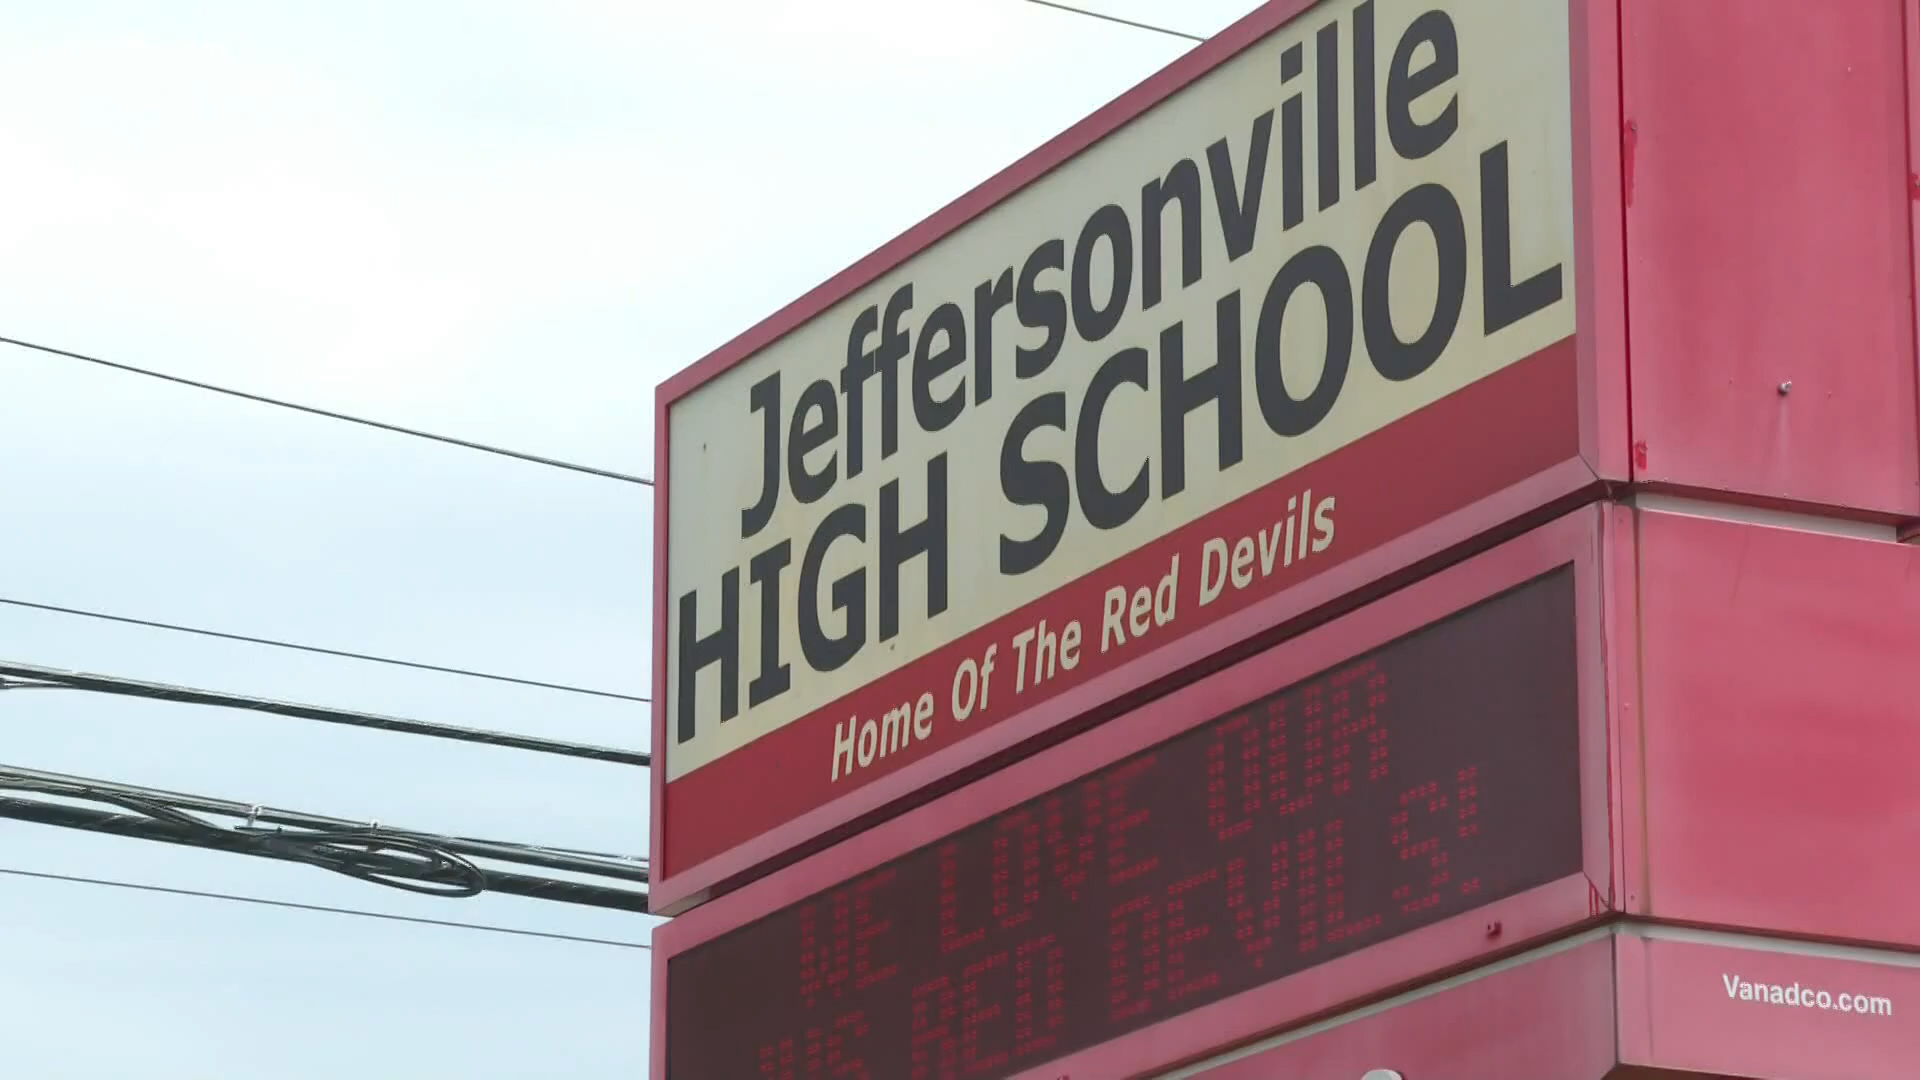 Jeffersonville
HIGH SCHOOL
Home Of The Red Devils
WE LOVE OUR
RED DEVILS!
Vanadco.com